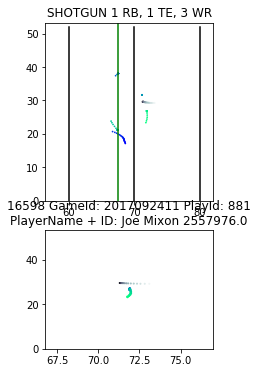 SHOTGUN 1 RB, 1 TE, 3 WR
50
40
30
20
10
0
60 70 80
16598 GameId: 2017092411 PlayId: 881
PlayerName + ID: Joe Mixon 2557976.0
40
20
0
67.5 70.0 72.5 75.0